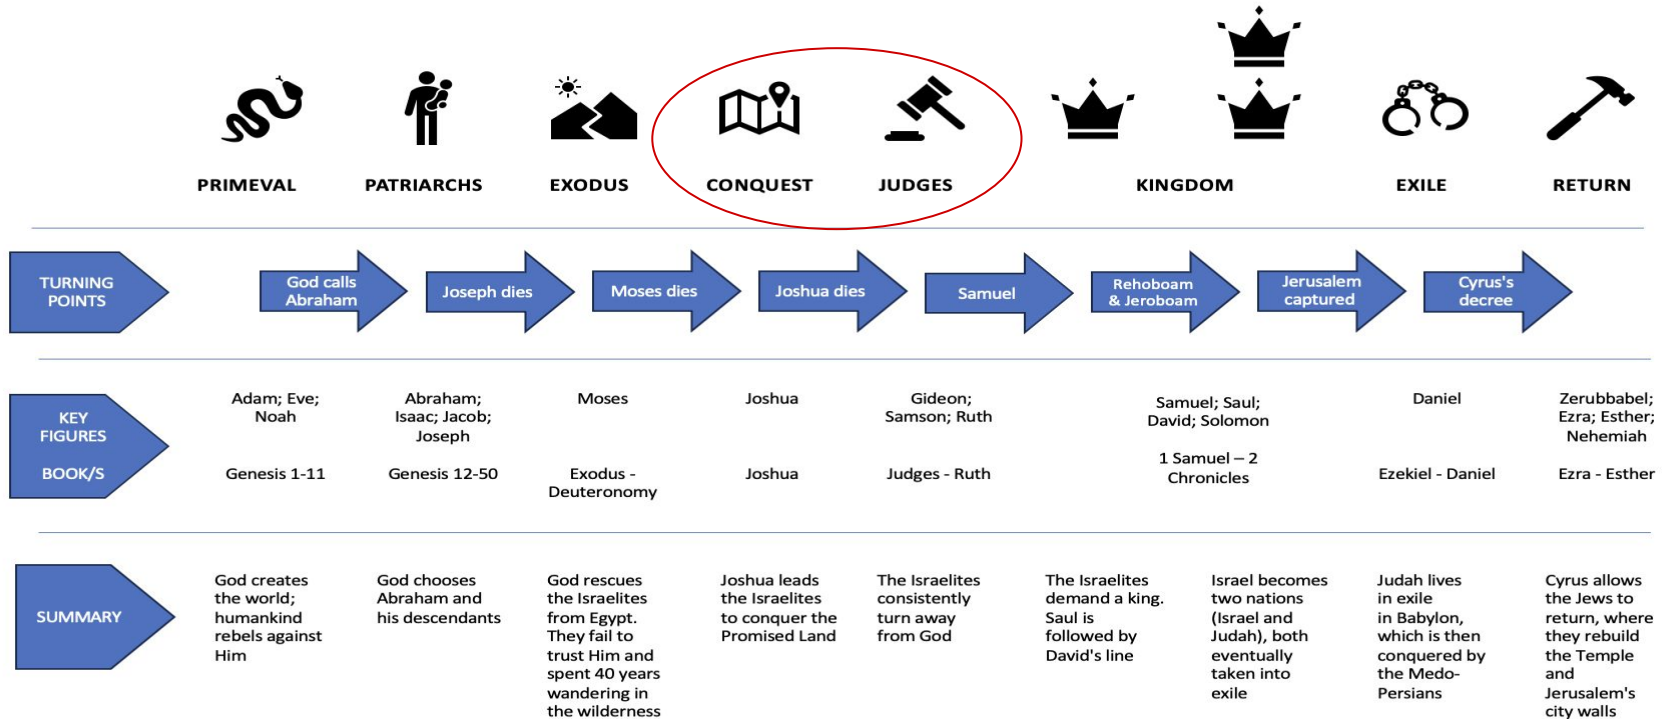 PRIMEVAL
PATRIARCHS
EXODUS
CONQUEST
JUDGES
KINGDOM
EXILE
RETURN
TURNING
POINTS
God calls
Abraham
Joseph dies
Moses dies
Joshua dies
Samuel
Rehoboam
& Jeroboam
Jerusalem
captured
Cyrus's
decree
KEY
FIGURES
BOOK/S
Adam; Eve;
Noah
Genesis 1-11
Abraham;
Isaac; Jacob;
Joseph
Genesis 12-50
Moses
Exodus -
Deuteronomy
Joshua
Joshua
Gideon;
Samson; Ruth
Judges - Ruth
Samuel; Saul;
David; Solomon
1 Samuel – 2
Chronicles
Daniel
Ezekiel - Daniel
Zerubbabel;
Ezra; Esther;
Nehemiah
Ezra - Esther
SUMMARY
God creates
the world;
humankind
rebels against
Him
God chooses
Abraham and
his descendants
God rescues
the Israelites
from Egypt.
They fail to
trust Him and
spent 40 years
wandering in
the wilderness
Joshua leads
the Israelites
to conquer the
Promised Land
The Israelites
consistently
turn away
from God
The Israelites
demand a king.
Saul is
followed by
David's line
Israel becomes
two nations
(Israel and
Judah), both
eventually
taken into
exile
Judah lives
in exile
in Babylon,
which is then
conquered by
the Medo-
Persians
Cyrus allows
the Jews to
return, where
they rebuild
the Temple
and
Jerusalem's
city walls